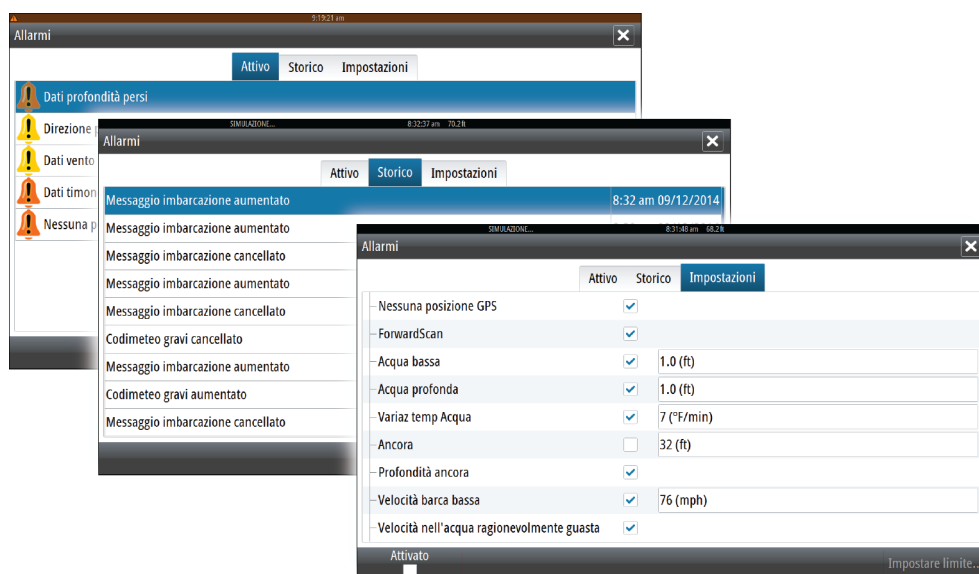 9:19:21 am
Allarmi
Attivo Storico Impostazioni
Dati profondità persi
Direzione
Dati vento
Dati timon
Nessuna p
SIMULAZIONE... 8:32:37 am 70.2 ft
Allarmi
Attivo Storico Impostazioni
Messaggio imbarcazione aumentato 8:32 am 09/12/2014
Messaggio imbarcazione aumentato
Messaggio imbarcazione cancellato
Messaggio imbarcazione aumentato
Messaggio imbarcazione cancellato
Codimeteo gravi cancellato
Messaggio imbarcazione aumentato
Codimeteo gravi aumentato
Messaggio imbarcazione cancellato
SIMULAZIONE... 8:31:48 am 68.2 ft
Allarmi
Attivo Storico Impostazioni
Nessuna posizione GPS
ForwardScan
Acqua bassa 1.0 (ft)
Acqua profonda 1.0 (ft)
Variaz temp Acqua 7 (°F/min)
Ancora 32 (ft)
Profondità ancora
Velocità barca bassa 76 (mph)
Velocità nell'acqua ragionevolmente guasta
Attivato
Impostare limite...